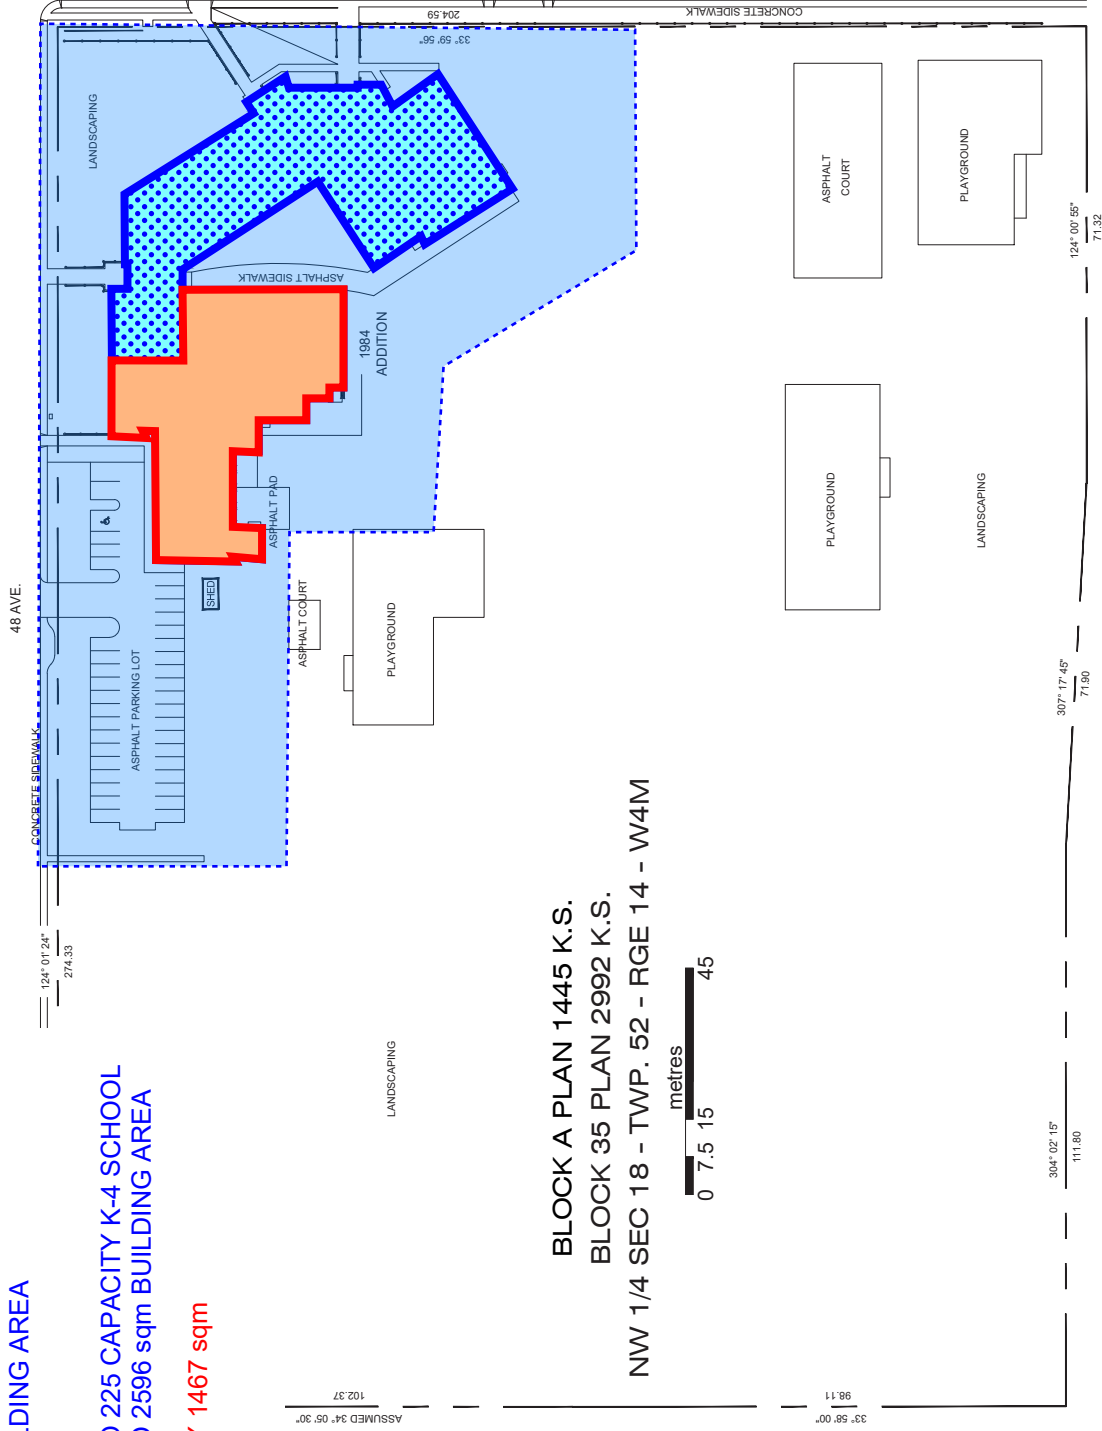 48 AVE.
CONCRETE SIDEWALK
124° 01' 24"
274.33
LANDSCAPING
204.59
33° 59' 56"
CONCRETE SIDEWALK
ASPHALT SIDEWALK
1984
ADDITION
ASPHALT PAD
SHED
ASPHALT COURT
ASPHALT PARKING LOT
PLAYGROUND
ASPHALT
COURT
PLAYGROUND
124° 00' 55"
71.32
PLAYGROUND
LANDSCAPING
307° 17' 45"
71.90
LANDSCAPING
LDING AREA
225 CAPACITY K-4 SCHOOL
2596 sqm BUILDING AREA
1467 sqm
BLOCK A PLAN 1445 K.S.
BLOCK 35 PLAN 2992 K.S.
NW 1/4 SEC 18 - TWP. 52 - RGE 14 - W4M
metres
0 7.5 15 45
304° 02' 15"
111.80
102.37
ASSUMED 34° 05' 30"
98.11
33° 58' 00"